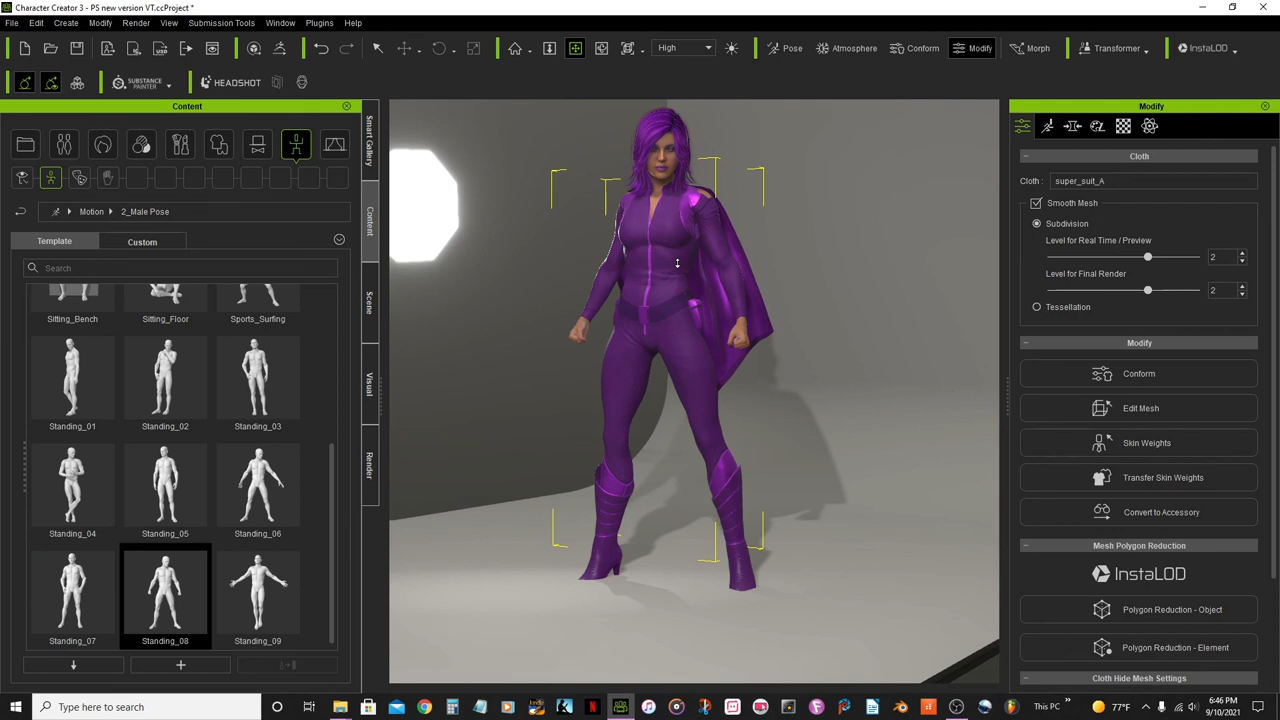 Character Creator 3 - PS new version VT.ccProject *
File Edit Create Modify Render View Submission Tools Window Plugins Help
High Pose Atmosphere Conform Modify Morph Transformer InstaLOD
SUBSTANCE PAINTER HEADSHOT
Content
Motion 2_Male Pose
Template Custom
Search
Sitting_Bench Sitting_Floor Sports_Surfing
Standing_01 Standing_02 Standing_03
Standing_04 Standing_05 Standing_06
Standing_07 Standing_08 Standing_09
Smart Gallery
Content
Scene
Visual
Render
Modify
Cloth
Cloth : super_suit_A
Smooth Mesh
Subdivision
Level for Real Time / Preview
2
Level for Final Render
2
Tessellation
Modify
Conform
Edit Mesh
Skin Weights
Transfer Skin Weights
Convert to Accessory
Mesh Polygon Reduction
InstaLOD
Polygon Reduction - Object
Polygon Reduction - Element
Cloth Hide Mesh Settings
Type here to search
This PC
77°F
6:46 PM
9/10/2021